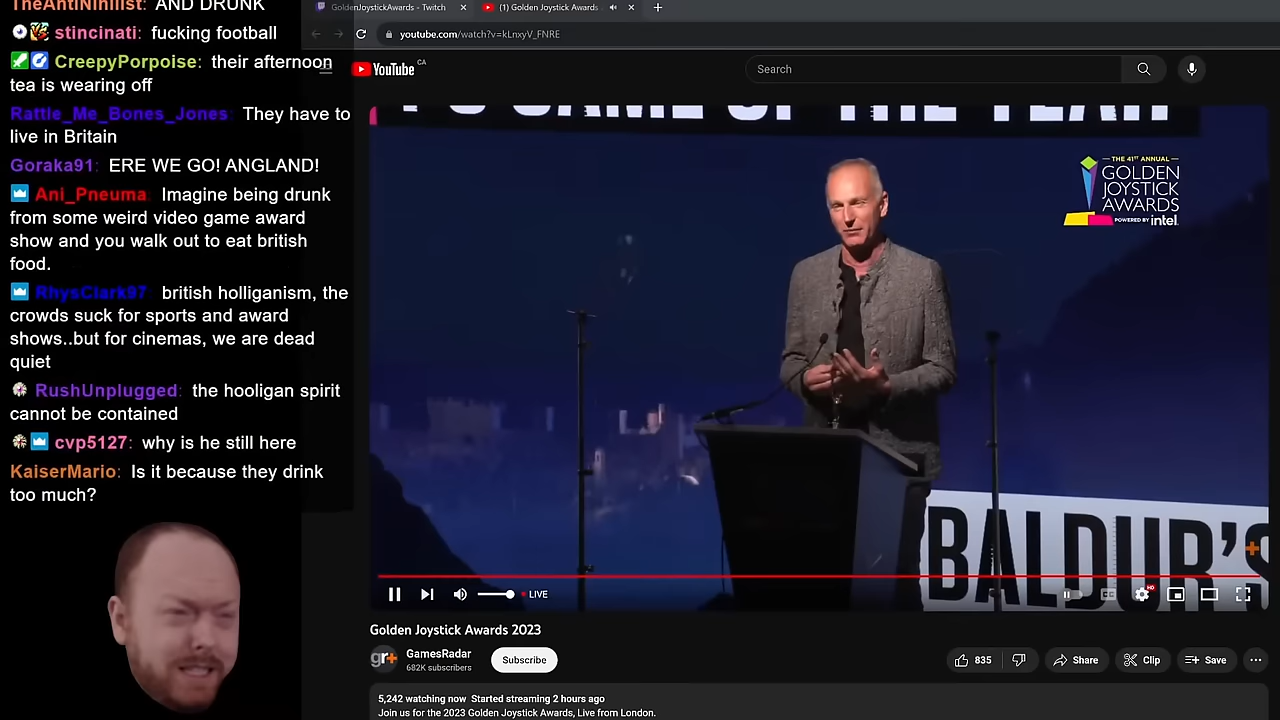 TheAntiNihilist: AND DRUNK
stincinati: fucking football
CreepyPorpoise: their afternoon
tea is wearing off
Rattle_Me_Bones_Jones: They have to
live in Britain
Goraka91: ERE WE GO! ANGLAND!
Ani_Pneuma: Imagine being drunk
from some weird video game award
show and you walk out to eat british
food.
RhysClark97: british holliganism, the
crowds suck for sports and award
shows..but for cinemas, we are dead
quiet
RushUnplugged: the hooligan spirit
cannot be contained
cvp5127: why is he still here
KaiserMario: Is it because they drink
too much?
GoldenJoystickAwards - Twitch
(1) Golden Joystick Awards
youtube.com/watch?v=kLnxyV_FNRE
YouTube CA
Search
GAME OF THE YEAR
THE 41ST ANNUAL
GOLDEN
JOYSTICK
AWARDS
POWERED BY intel.
BALDUR'S
LIVE
CC
HD
Golden Joystick Awards 2023
gr+
GamesRadar
682K subscribers
Subscribe
835
Share
Clip
Save
5,242 watching now Started streaming 2 hours ago
Join us for the 2023 Golden Joystick Awards, Live from London.